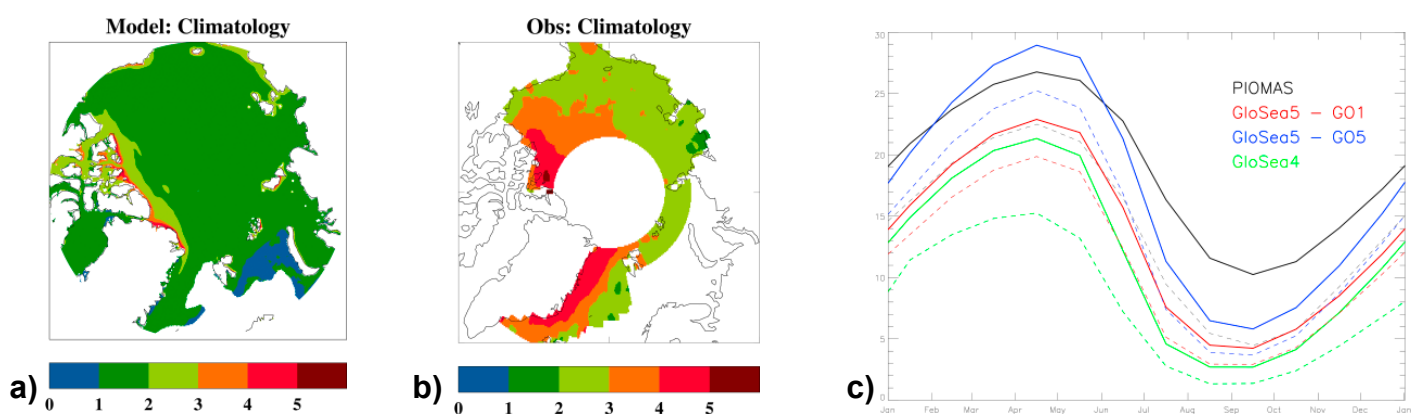 Model: Climatology
0 1 2 3 4 5
a)
Obs: Climatology
0 1 2 3 4 5
b)
30
25
20
15
10
5
0
PIOMAS
GloSea5 - GO1
GloSea5 - GO5
GloSea4
Jan Feb Mar Apr May Jun Jul Aug Sep Oct Nov Dec Jan
c)